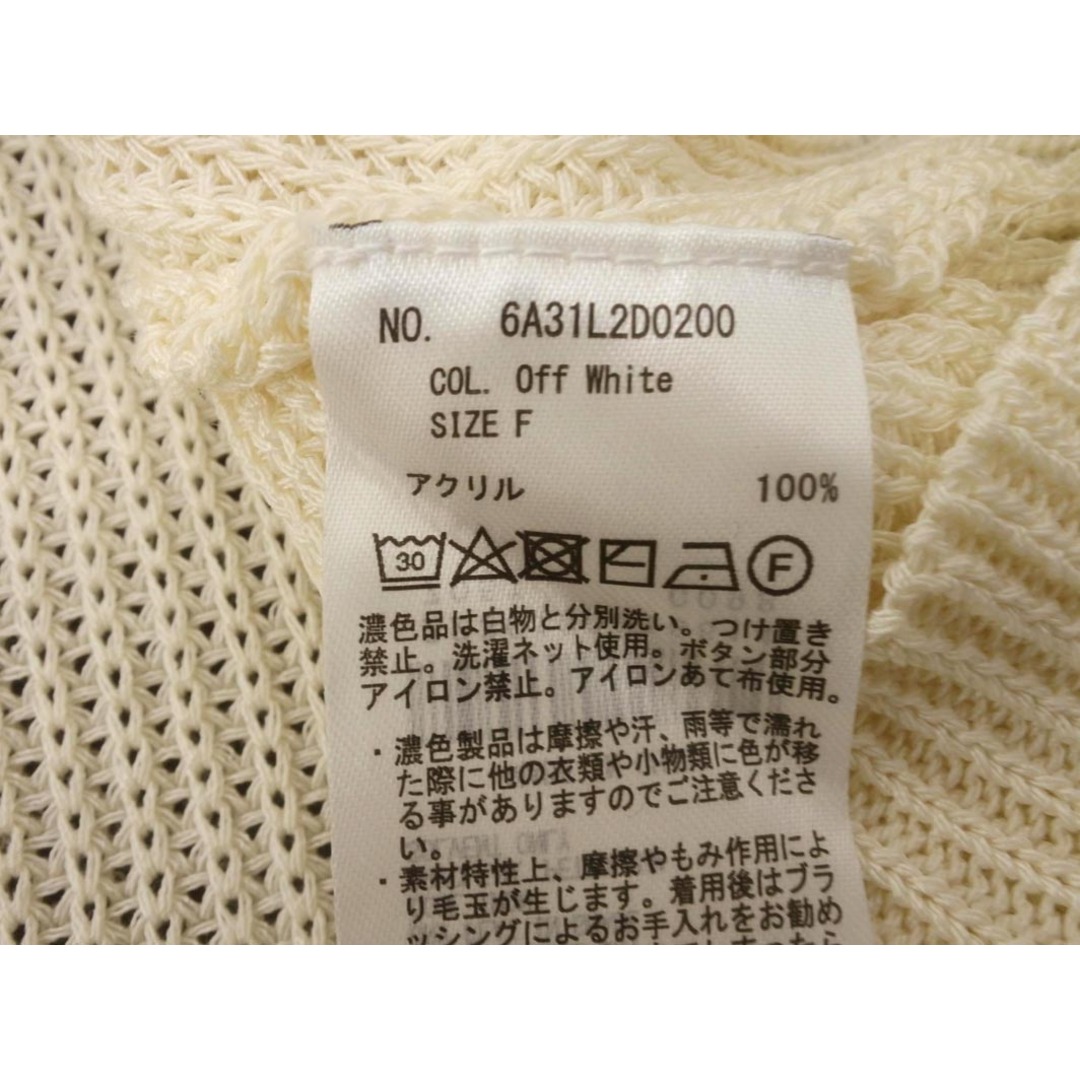 NO. 6A31L2D0200
COL. Off White
SIZE F
アクリル 100%
30 F
濃色品は白物と分別洗い。つけ置き
禁止。洗濯ネット使用。ボタン部分
アイロン禁止。アイロンあて布使用。
・濃色製品は摩擦や汗、雨等で濡れ
た際に他の衣類や小物類に色が移
る事がありますのでご注意くださ
い。
・素材特性上、摩擦やもみ作用によ
り毛玉が生じます。着用後はブラ
ッシングによるお手入れをお勧め